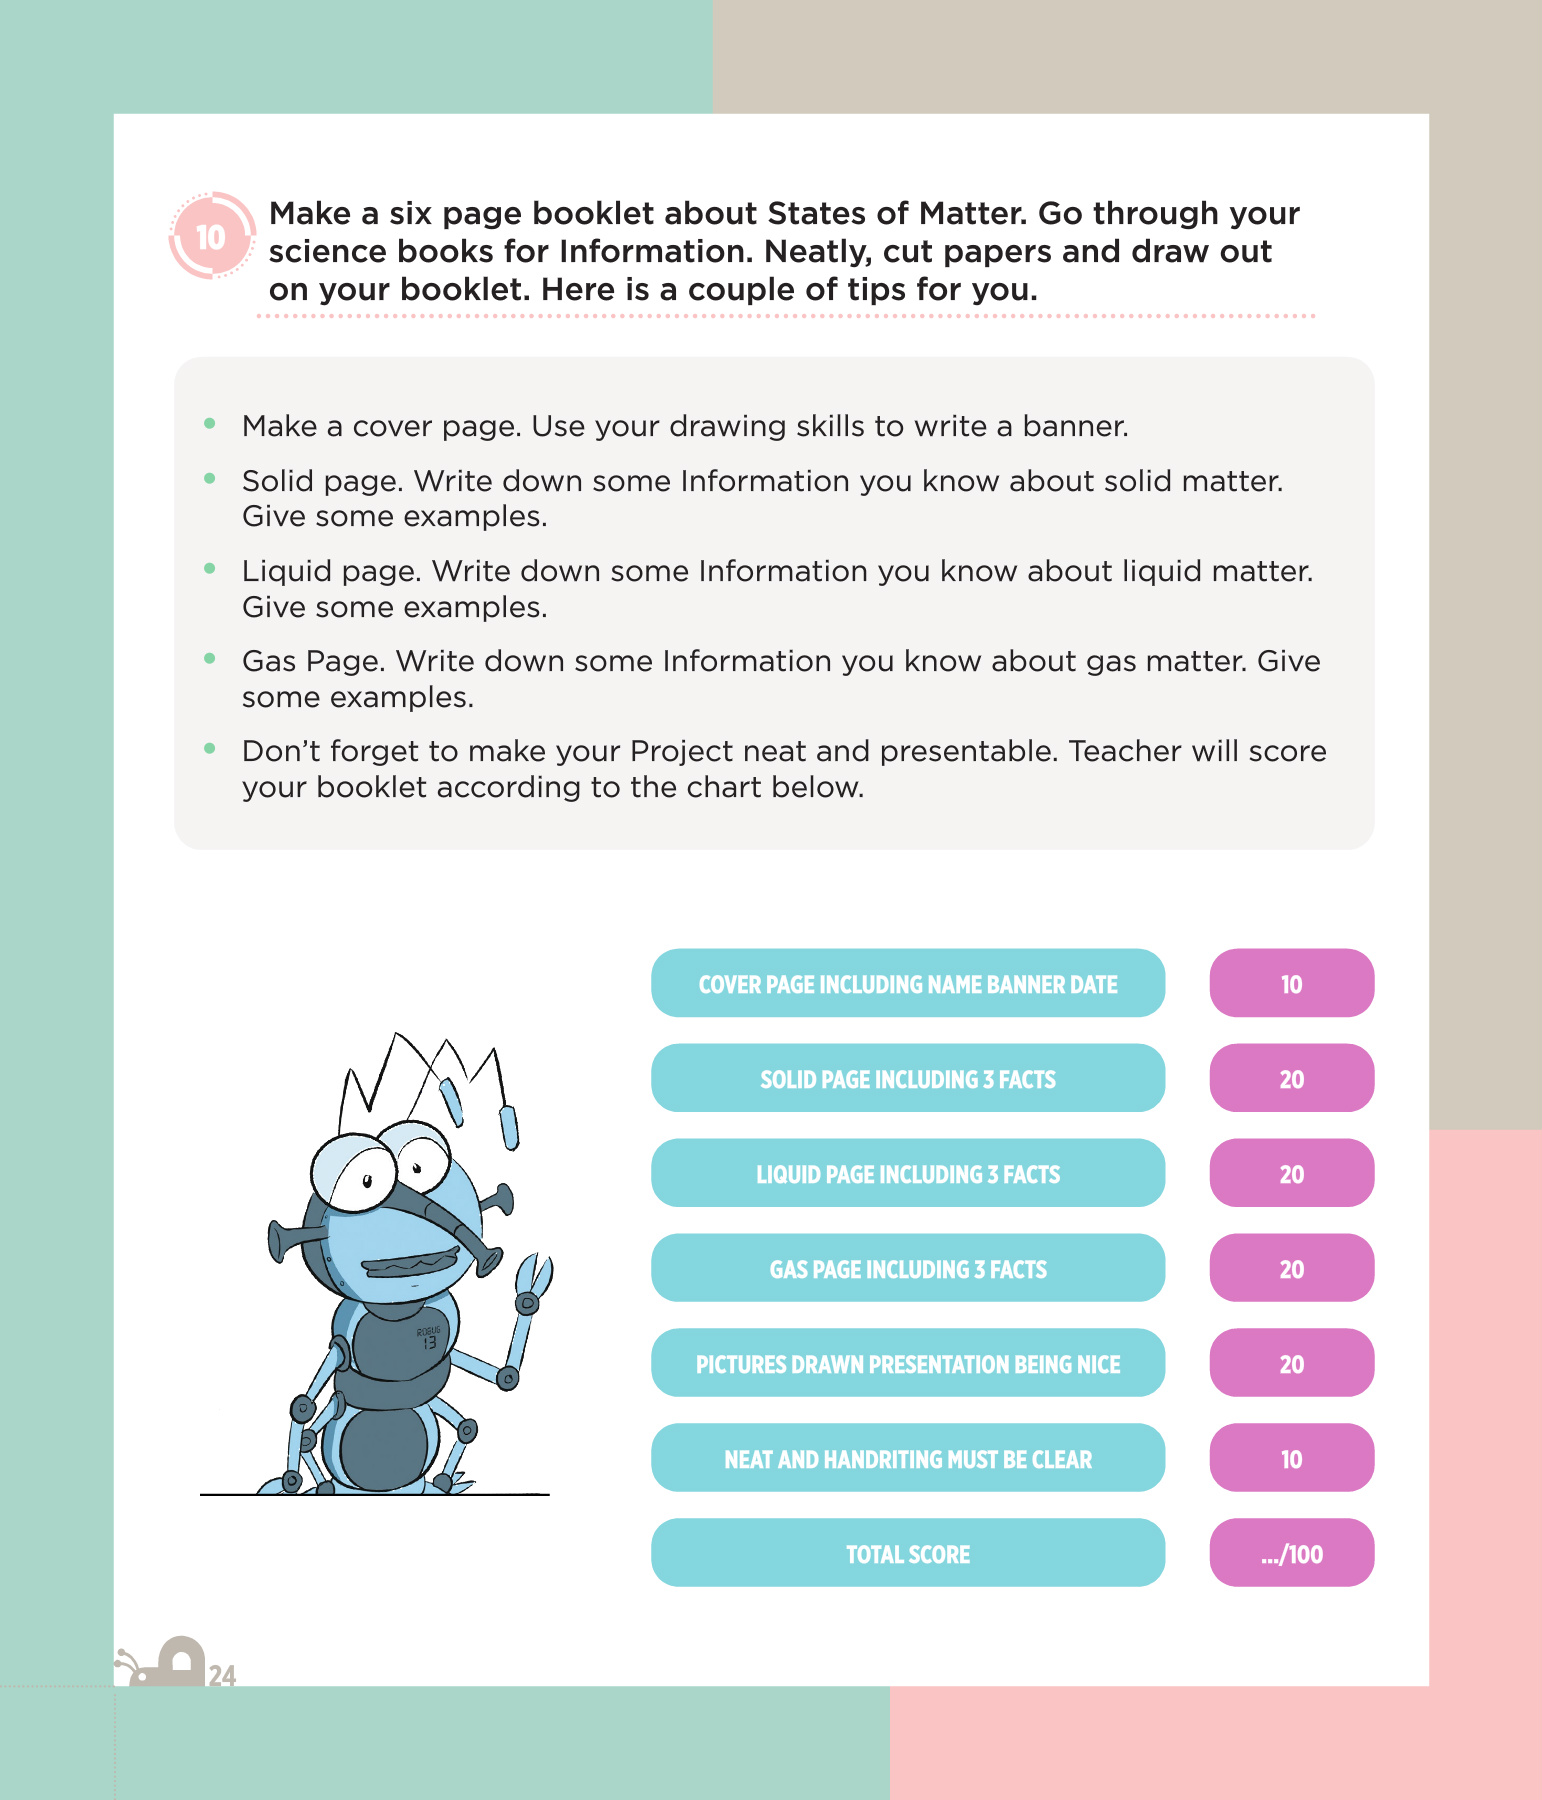 10
Make a six page booklet about States of Matter. Go through your
science books for Information. Neatly, cut papers and draw out
on your booklet. Here is a couple of tips for you.
• Make a cover page. Use your drawing skills to write a banner.
• Solid page. Write down some Information you know about solid matter.
Give some examples.
• Liquid page. Write down some Information you know about liquid matter.
Give some examples.
• Gas Page. Write down some Information you know about gas matter. Give
some examples.
• Don’t forget to make your Project neat and presentable. Teacher will score
your booklet according to the chart below.
COVER PAGE INCLUDING NAME BANNER DATE 10
SOLID PAGE INCLUDING 3 FACTS 20
LIQUID PAGE INCLUDING 3 FACTS 20
GAS PAGE INCLUDING 3 FACTS 20
PICTURES DRAWN PRESENTATION BEING NICE 20
NEAT AND HANDRITING MUST BE CLEAR 10
TOTAL SCORE .../100
ROBUG
13
24